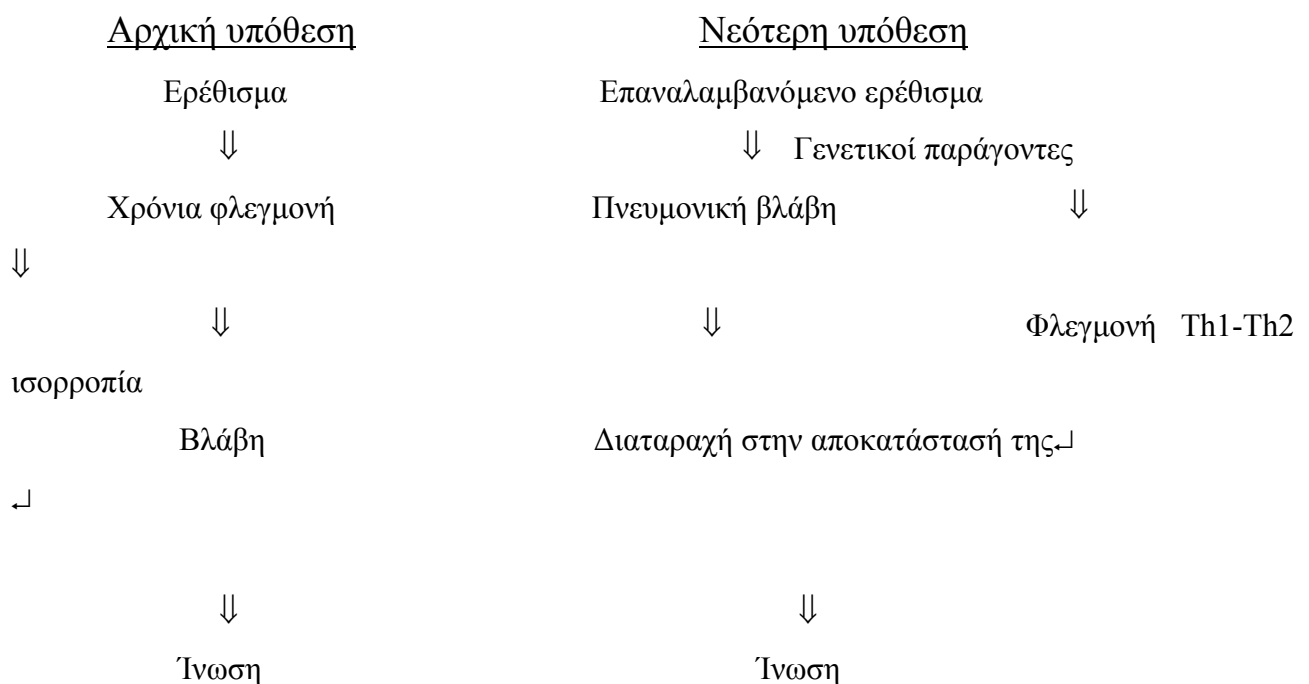 Αρχική υπόθεση Νεότερη υπόθεση
Ερέθισμα Επαναλαμβανόμενο ερέθισμα
⇓ ⇓ Γενετικοί παράγοντες
Χρόνια φλεγμονή Πνευμονική βλάβη ⇓
⇓
⇓ ⇓ Φλεγμονή Th1-Th2
ισορροπία
Βλάβη Διαταραχή στην αποκατάστασή της↵
↵
⇓ ⇓
Ίνωση Ίνωση